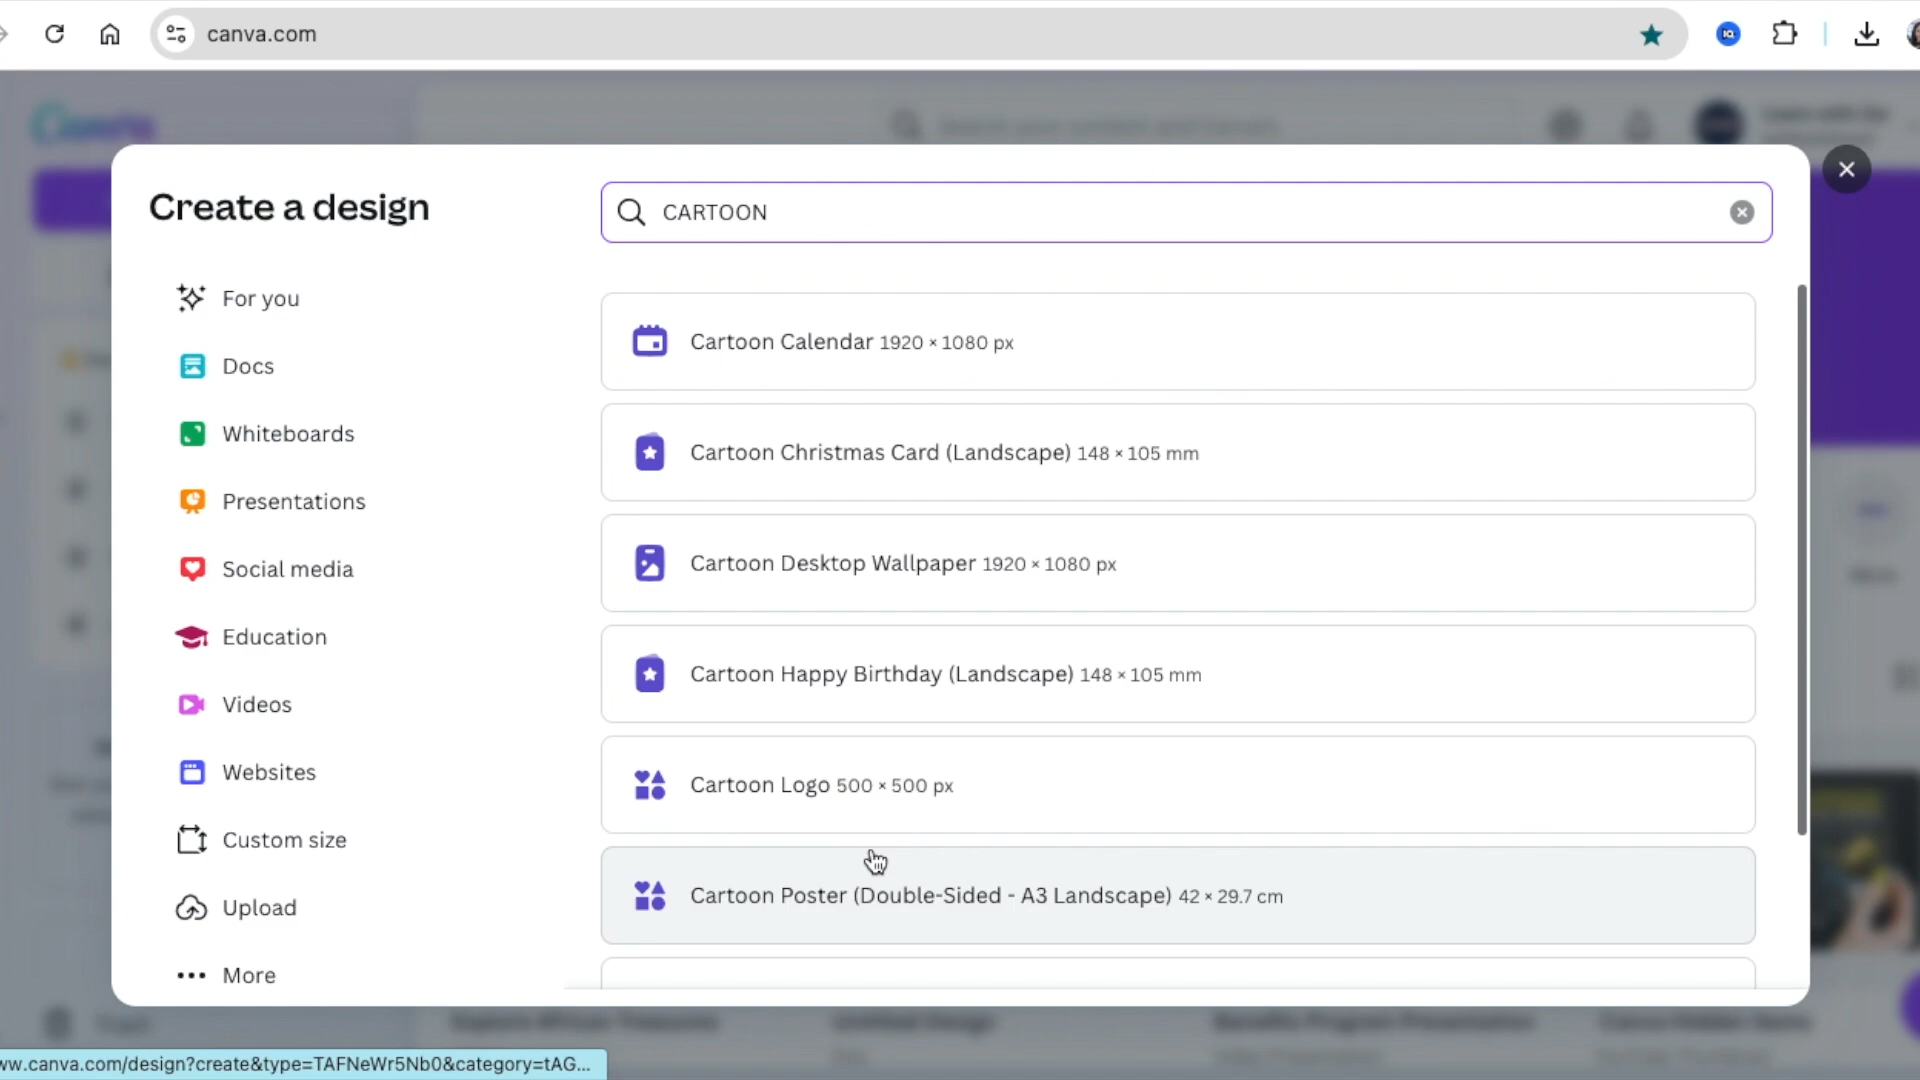 canva.com
Create a design
CARTOON
For you
Docs
Whiteboards
Presentations
Social media
Education
Videos
Websites
Custom size
Upload
More
Cartoon Calendar 1920 × 1080 px
Cartoon Christmas Card (Landscape) 148 × 105 mm
Cartoon Desktop Wallpaper 1920 × 1080 px
Cartoon Happy Birthday (Landscape) 148 × 105 mm
Cartoon Logo 500 × 500 px
Cartoon Poster (Double-Sided - A3 Landscape) 42 × 29.7 cm
ww.canva.com/design?create&type=TAFNeWr5Nb0&category=tAG...